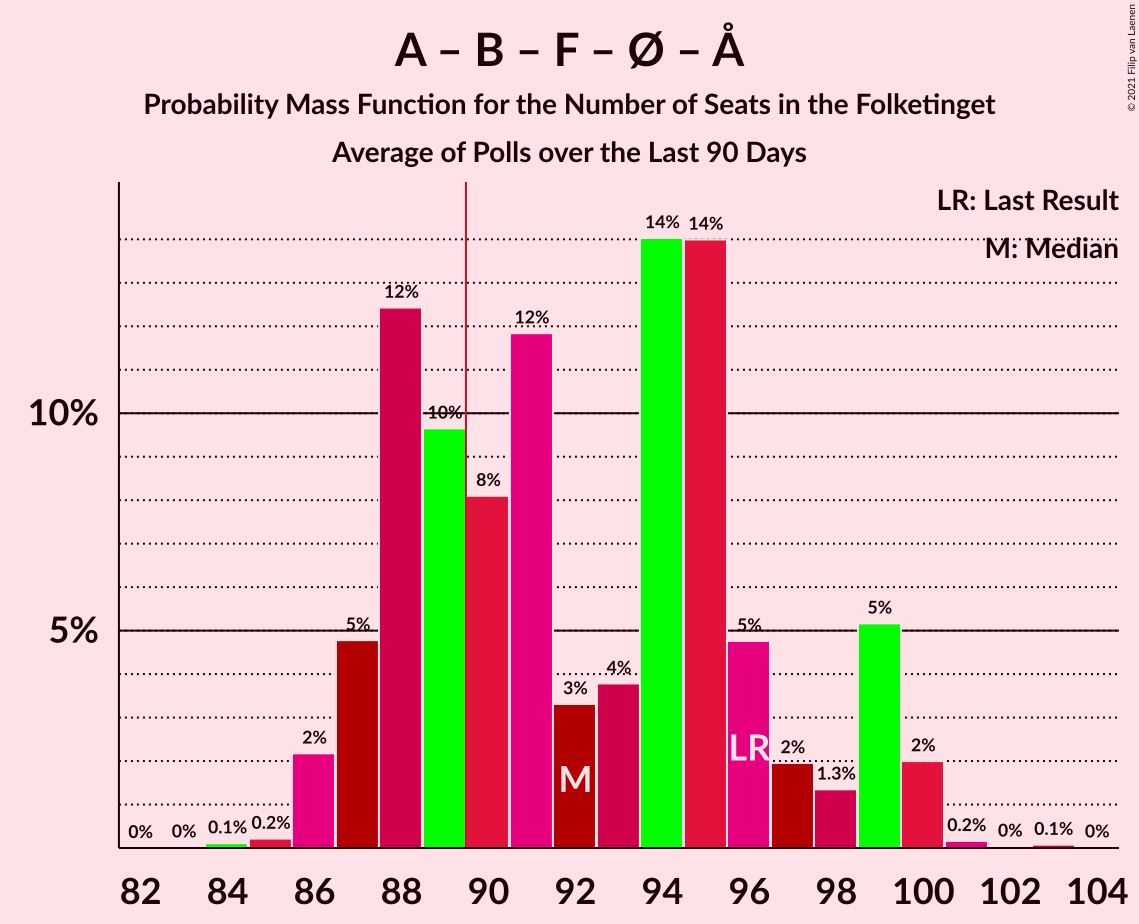 A – B – F – Ø – Å
Probability Mass Function for the Number of Seats in the Folketinget
Average of Polls over the Last 90 Days
© 2021 Filip van Laenen
LR: Last Result
M: Median
10%
5%
0%
0%
0.1%
0.2%
2%
5%
12%
10%
8%
12%
3%
4%
14%
14%
5%
2%
1.3%
5%
2%
0.2%
0%
0.1%
0%
M
LR
82 84 86 88 90 92 94 96 98 100 102 104